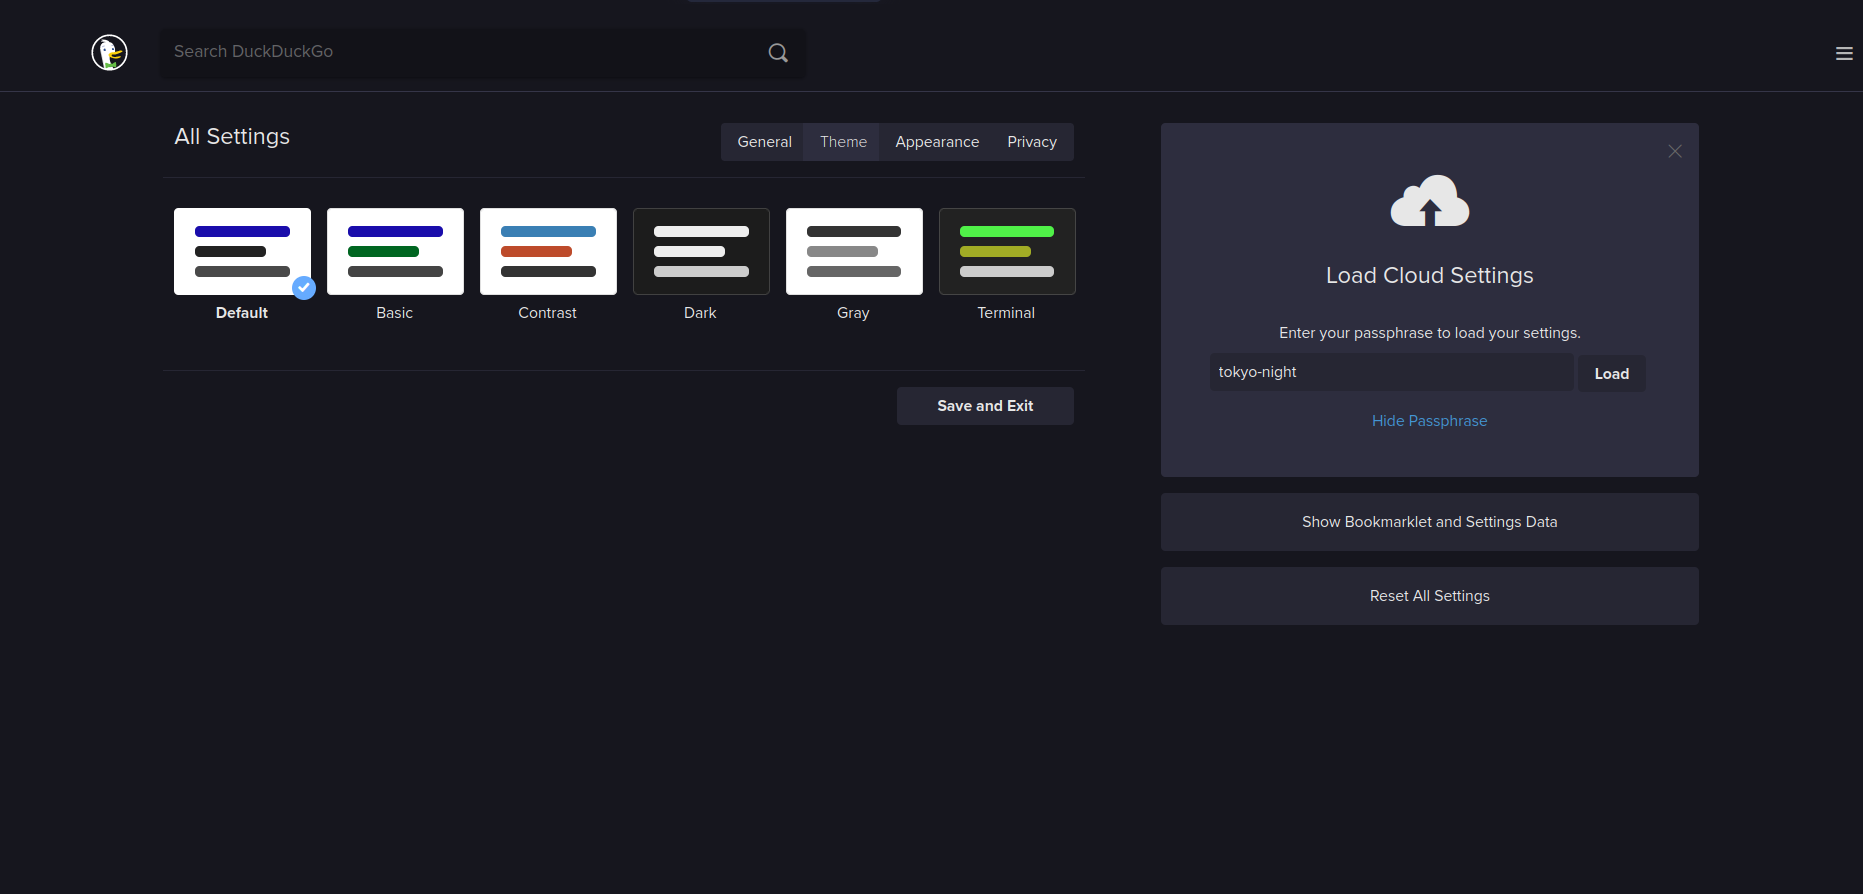 Search DuckDuckGo
All Settings
General Theme Appearance Privacy
Default Basic Contrast Dark Gray Terminal
Save and Exit
Load Cloud Settings
Enter your passphrase to load your settings.
tokyo-night Load
Hide Passphrase
Show Bookmarklet and Settings Data
Reset All Settings